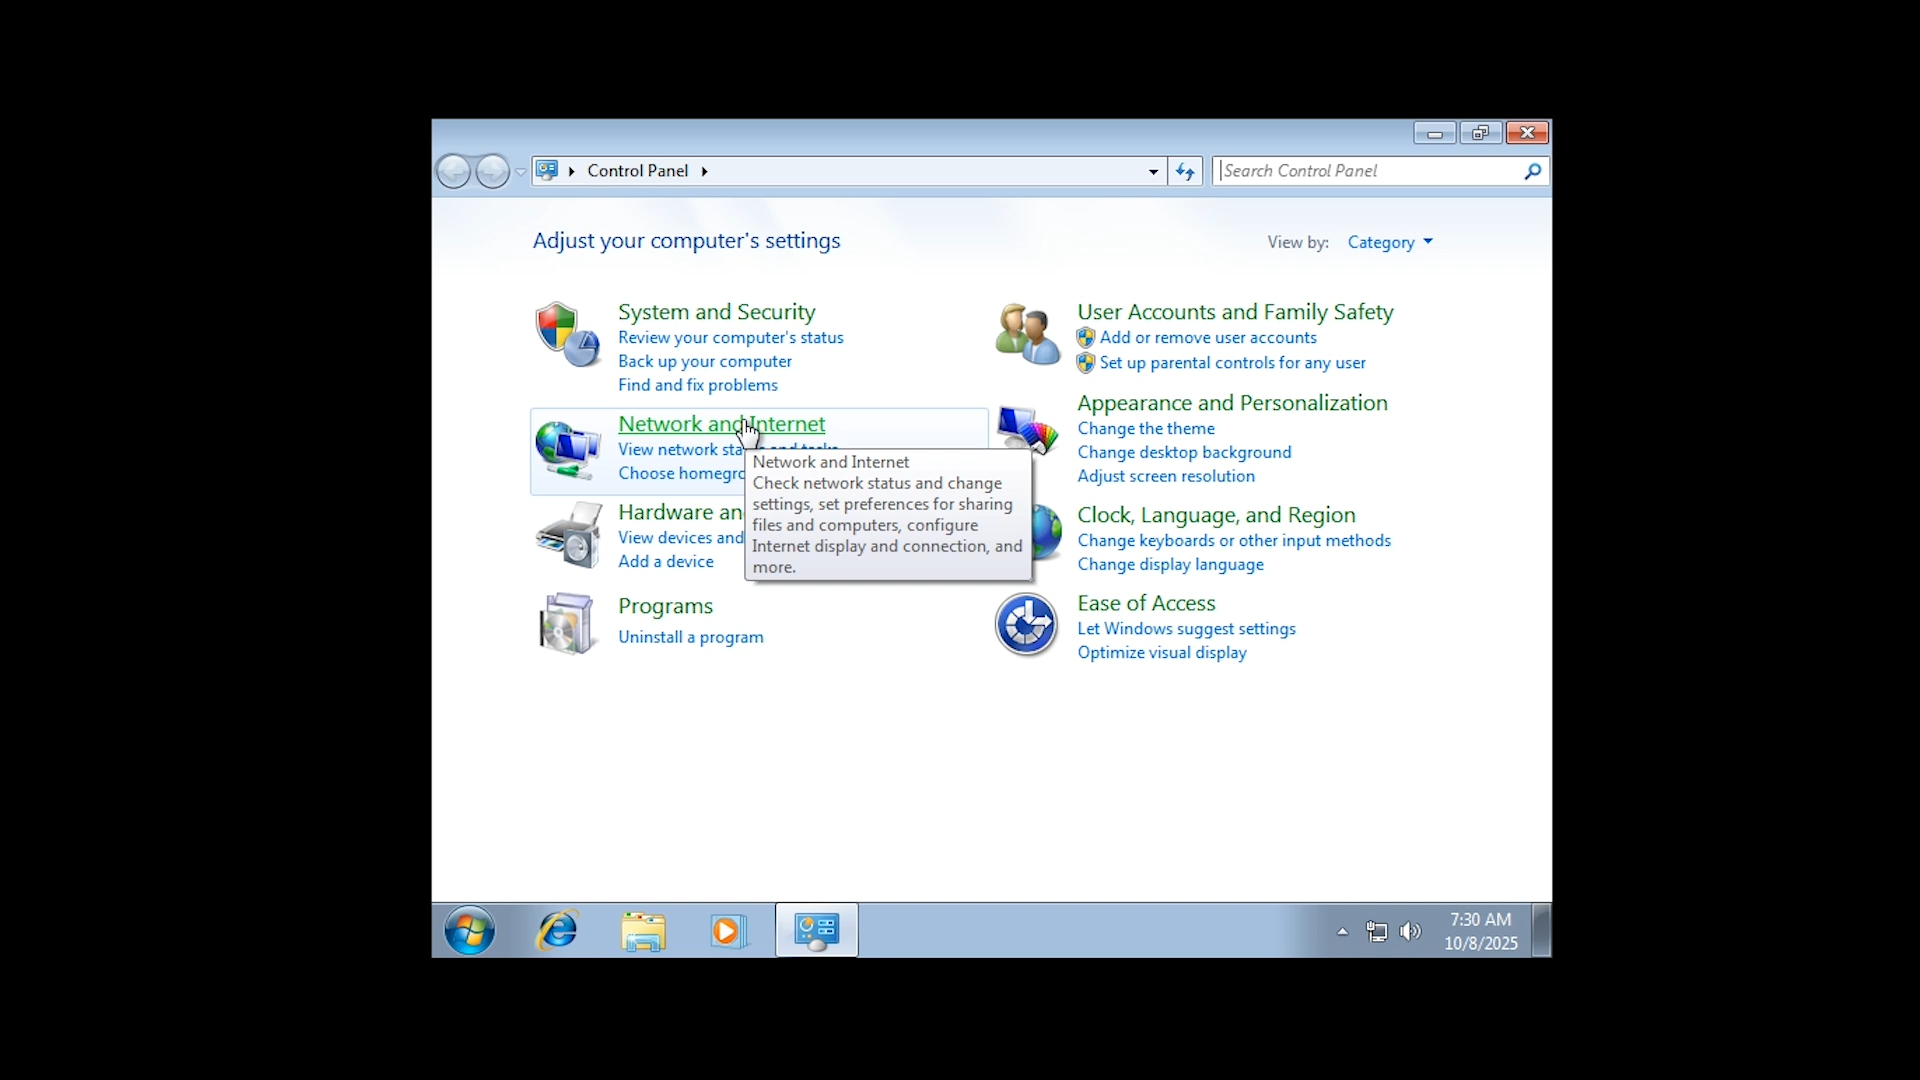 Control Panel
Search Control Panel
Adjust your computer's settings
View by: Category
System and Security
Review your computer's status
Back up your computer
Find and fix problems
Network and Internet
View network
Choose
Network and Internet
Check network status and change
settings, set preferences for sharing
files and computers, configure
Internet display and connection, and
more.
Hardware
View devices and
Add a device
Programs
Uninstall a program
User Accounts and Family Safety
Add or remove user accounts
Set up parental controls for any user
Appearance and Personalization
Change the theme
Change desktop background
Adjust screen resolution
Clock, Language, and Region
Change keyboards or other input methods
Change display language
Ease of Access
Let Windows suggest settings
Optimize visual display
7:30 AM
10/8/2025